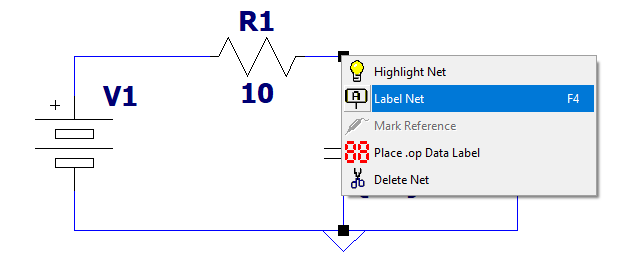 R1
10
V1
Highlight Net
Label Net F4
Mark Reference
Place .op Data Label
Delete Net